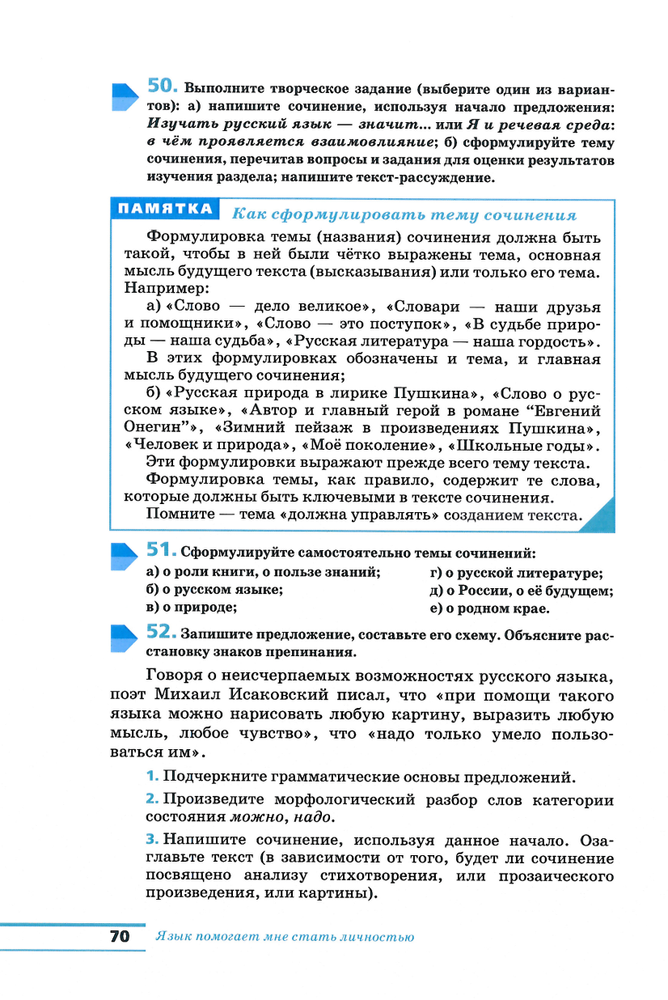 50. Выполните творческое задание (выберите один из вариан-
тов): а) напишите сочинение, используя начало предложения:
Изучать русский язык — значит... или Я и речевая среда:
в чём проявляется взаимовлияние; б) сформулируйте тему
сочинения, перечитав вопросы и задания для оценки результатов
изучения раздела; напишите текст-рассуждение.
ПАМЯТКА Как сформулировать тему сочинения
Формулировка темы (названия) сочинения должна быть
такой, чтобы в ней были чётко выражены тема, основная
мысль будущего текста (высказывания) или только его тема.
Например:
а) «Слово — дело великое», «Словари — наши друзья
и помощники», «Слово — это поступок», «В судьбе приро-
ды — наша судьба», «Русская литература — наша гордость».
В этих формулировках обозначены и тема, и главная
мысль будущего сочинения;
б) «Русская природа в лирике Пушкина», «Слово о рус-
ском языке», «Автор и главный герой в романе “Евгений
Онегин”», «Зимний пейзаж в произведениях Пушкина»,
«Человек и природа», «Моё поколение», «Школьные годы».
Эти формулировки выражают прежде всего тему текста.
Формулировка темы, как правило, содержит те слова,
которые должны быть ключевыми в тексте сочинения.
Помните — тема «должна управлять» созданием текста.
51. Сформулируйте самостоятельно темы сочинений:
а) о роли книги, о пользе знаний; г) о русской литературе;
б) о русском языке; д) о России, о её будущем;
в) о природе; е) о родном крае.
52. Запишите предложение, составьте его схему. Объясните рас-
становку знаков препинания.
Говоря о неисчерпаемых возможностях русского языка,
поэт Михаил Исаковский писал, что «при помощи такого
языка можно нарисовать любую картину, выразить любую
мысль, любое чувство», что «надо только умело пользо-
ваться им».
1. Подчеркните грамматические основы предложений.
2. Произведите морфологический разбор слов категории
состояния можно, надо.
3. Напишите сочинение, используя данное начало. Оза-
главьте текст (в зависимости от того, будет ли сочинение
посвящено анализу стихотворения, или прозаического
произведения, или картины).
70 Язык помогает мне стать личностью